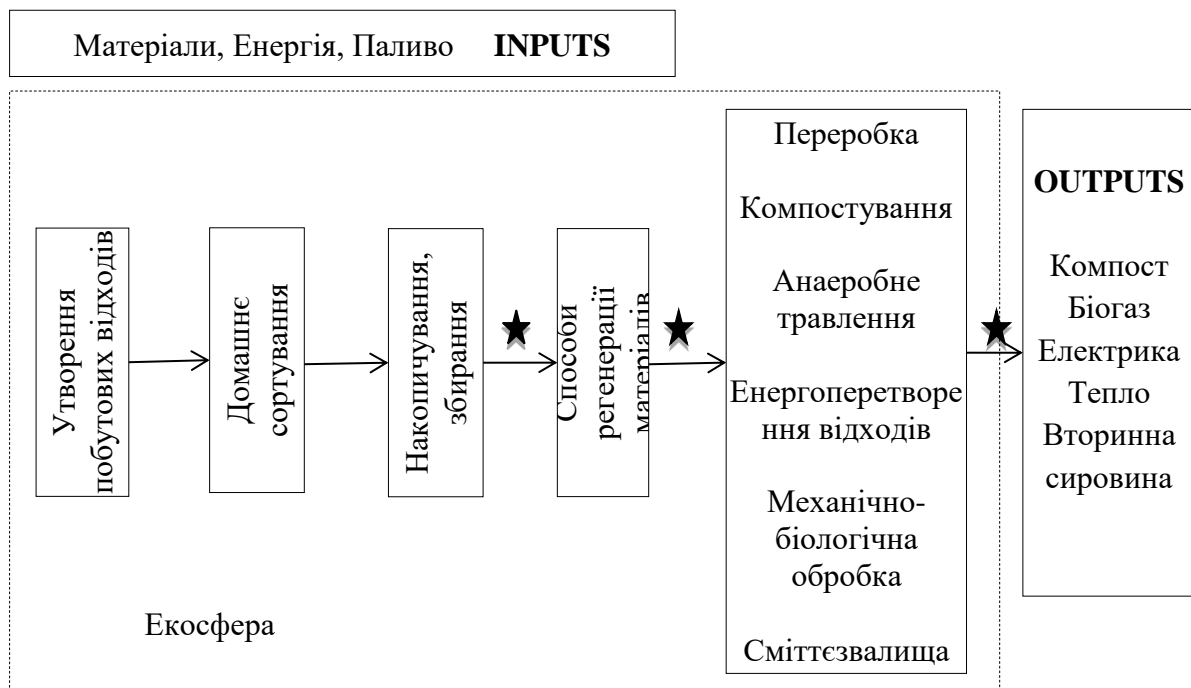 Матеріали, Енергія, Паливо INPUTS
Утворення
побутових відходів
Домашнє
сортування
Накопичування,
збирання
Способи
регенерації
матеріалів
Переробка
Компостування
Анаеробне
травлення
Енергоперетворе
ння відходів
Механічно-
біологічна
обробка
Сміттєзвалища
OUTPUTS
Компост
Біогаз
Електрика
Тепло
Вторинна
сировина
Екосфера